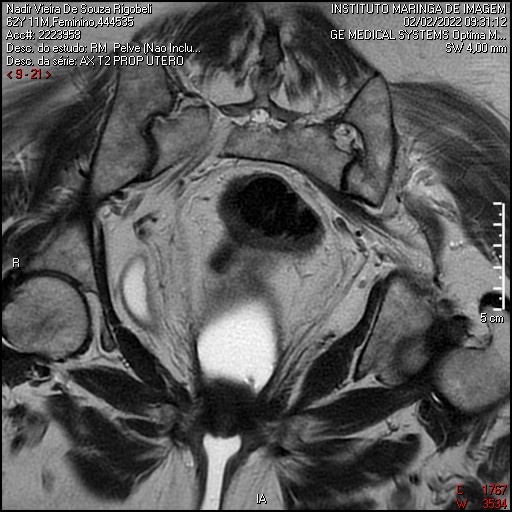 Nadir Vieira De Souza Rigobeli
62Y 11M,Feminino,444535
Acc#: 2223953
Desc. do estudo: RM  Pelve (Nao Inclu...
Desc. da série: AX T2 PROP UTERO
< 9 - 21 >
INSTITUTO MARINGA DE IMAGEM
02/02/2022 09:31:12
GE MEDICAL SYSTEMS Optima M...
SW 4,00 mm
R
5 cm
IA
C 1767
W 3534